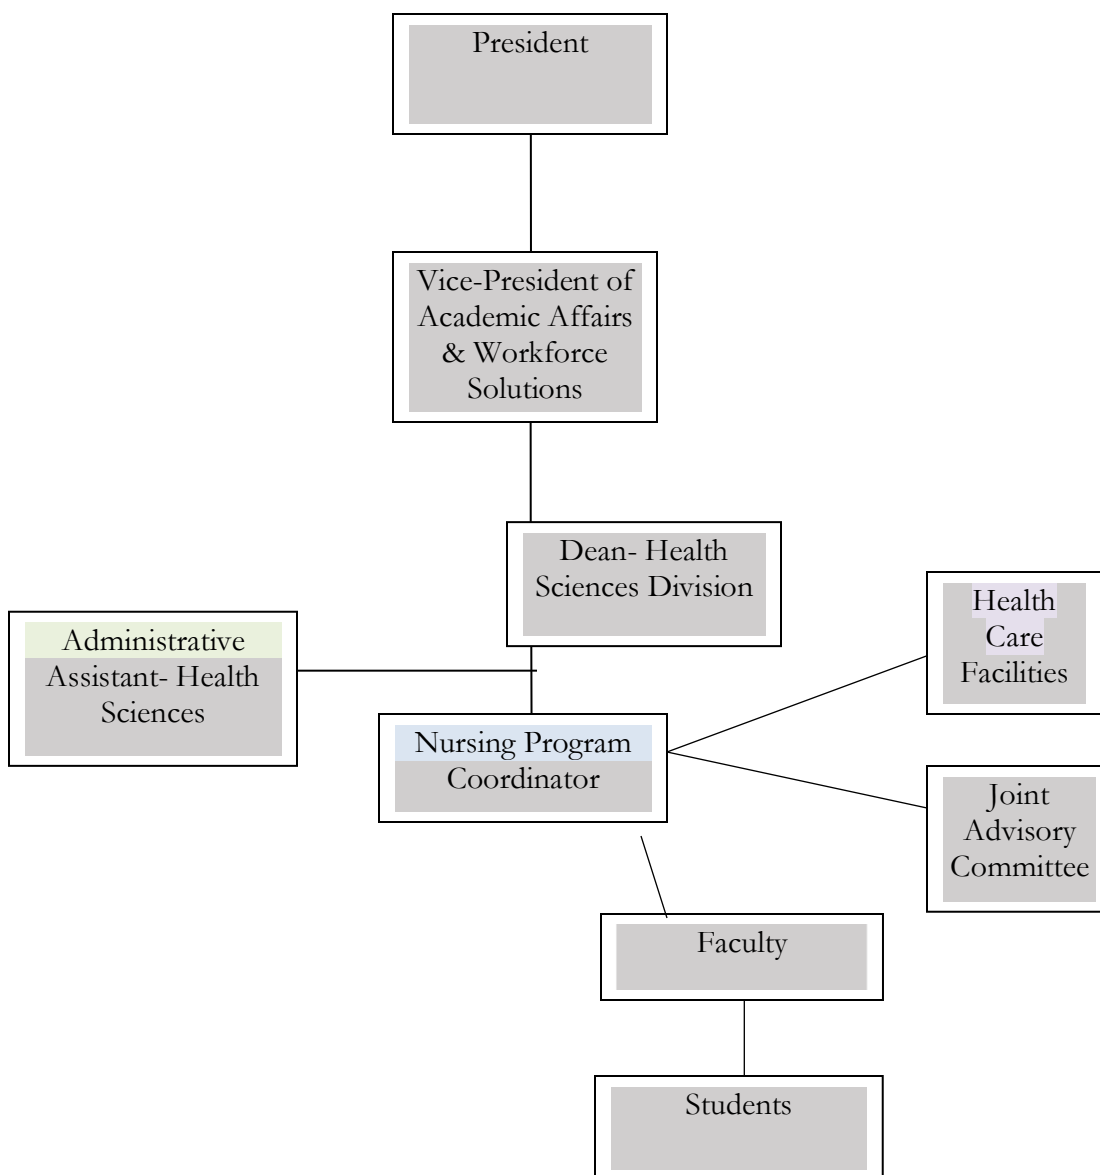 President
Vice-President of
Academic Affairs
& Workforce
Solutions
Dean- Health
Sciences Division
Administrative
Assistant- Health
Sciences
Health
Care
Facilities
Nursing Program
Coordinator
Joint
Advisory
Committee
Faculty
Students